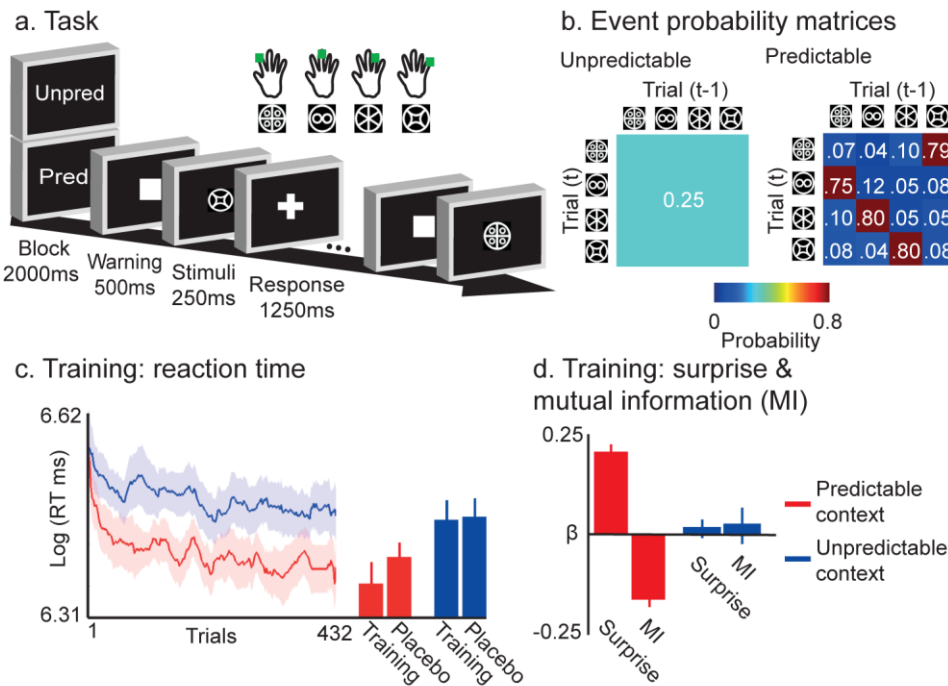 a. Task
Unpred
Pred
Block
2000ms
Warning
500ms
Stimuli
250ms
Response
1250ms
b. Event probability matrices
Unpredictable
Trial (t-1)
Trial (t)
0.25
Predictable
Trial (t-1)
Trial (t)
.07 .04 .10 .79
.75 .12 .05 .08
.10 .80 .05 .05
.08 .04 .80 .08
0 0.8
Probability
c. Training: reaction time
6.62
Log (RT ms)
6.31
1 Trials 432
Training
Placebo
Training
Placebo
d. Training: surprise &
mutual information (MI)
0.25
β
-0.25
Surprise
MI
Surprise
MI
Predictable
context
Unpredictable
context